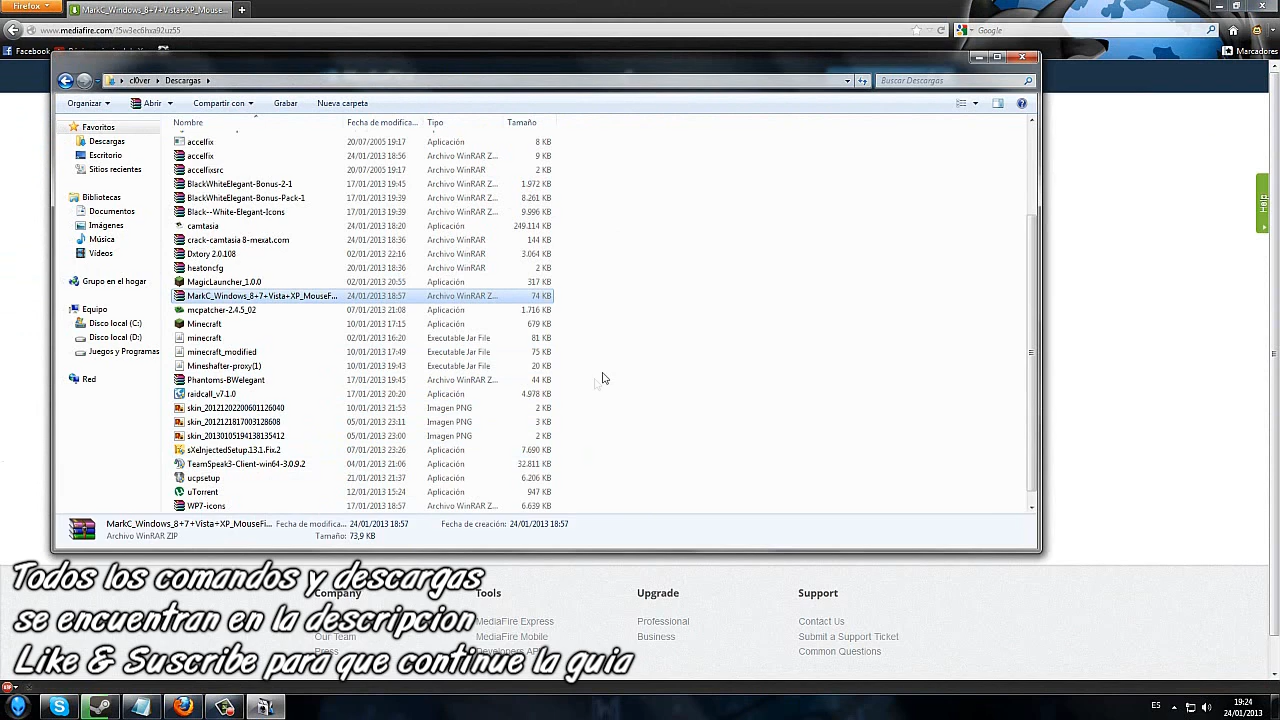 Firefox
MarkC_Windows_8+7+Vista+XP_Mouse...
www.mediafire.com/?5w3ec6hxa92uz55
Google
Facebook
Marcadores
cl0ver
Descargas
Buscar Descargas
Organizar
Abrir
Compartir con
Grabar
Nueva carpeta
Nombre Fecha de modifica... Tipo Tamaño
Favoritos
Descargas
Escritorio
Sitios recientes
Bibliotecas
Documentos
Imágenes
Música
Vídeos
Grupo en el hogar
Equipo
Disco local (C:)
Disco local (D:)
Juegos y Programas
Red
accelfix 20/07/2005 19:17 Aplicación 8 KB
accelfix 24/01/2013 18:56 Archivo WinRAR Z... 9 KB
accelfixsrc 20/07/2005 19:17 Archivo WinRAR 2 KB
BlackWhiteElegant-Bonus-2-1 17/01/2013 19:45 Archivo WinRAR Z... 1.972 KB
BlackWhiteElegant-Bonus-Pack-1 17/01/2013 19:39 Archivo WinRAR Z... 8.261 KB
Black--White-Elegant-Icons 17/01/2013 19:39 Archivo WinRAR Z... 9.996 KB
camtasia 24/01/2013 18:20 Aplicación 249.114 KB
crack-camtasia 8-mexat.com 24/01/2013 18:36 Archivo WinRAR 144 KB
Dxtory 2.0.108 02/01/2013 22:16 Archivo WinRAR 3.064 KB
heatoncfg 20/01/2013 18:36 Archivo WinRAR 2 KB
MagicLauncher_1.0.0 02/01/2013 20:55 Aplicación 317 KB
MarkC_Windows_8+7+Vista+XP_MouseF... 24/01/2013 18:57 Archivo WinRAR Z... 74 KB
mcpatcher-2.4.5_02 07/01/2013 21:08 Aplicación 1.716 KB
Minecraft 10/01/2013 17:15 Aplicación 679 KB
minecraft 02/01/2013 16:20 Executable Jar File 81 KB
minecraft_modified 10/01/2013 17:49 Executable Jar File 75 KB
Mineshafter-proxy(1) 10/01/2013 19:43 Executable Jar File 20 KB
Phantoms-BWelegant 17/01/2013 19:45 Archivo WinRAR Z... 44 KB
raidcall_v7.1.0 17/01/2013 20:20 Aplicación 4.978 KB
skin_20121202200601126040 10/01/2013 21:53 Imagen PNG 2 KB
skin_2012121817003128608 05/01/2013 23:11 Imagen PNG 3 KB
skin_20130105194138135412 05/01/2013 23:00 Imagen PNG 2 KB
sXeInjectedSetup.13.1.Fix.2 07/01/2013 23:26 Aplicación 7.690 KB
TeamSpeak3-Client-win64-3.0.9.2 04/01/2013 21:06 Aplicación 32.811 KB
ucpsetup 21/01/2013 21:37 Aplicación 6.206 KB
uTorrent 12/01/2013 15:24 Aplicación 947 KB
WP7-icons 17/01/2013 18:57 Archivo WinRAR Z... 6.639 KB
MarkC_Windows_8+7+Vista+XP_MouseFi... Fecha de modifica... 24/01/2013 18:57 Fecha de creación: 24/01/2013 18:57
Archivo WinRAR ZIP Tamaño: 73,9 KB
Todos los comandos y descargas
se encuentran en la descripcion
Like & Suscribe para que continue la guia
Company
Our Team
Press
Tools
MediaFire Express
MediaFire Mobile
Upgrade
Professional
Business
Support
Contact Us
Submit a Support Ticket
Common Questions
ES
19:24
24/01/2013